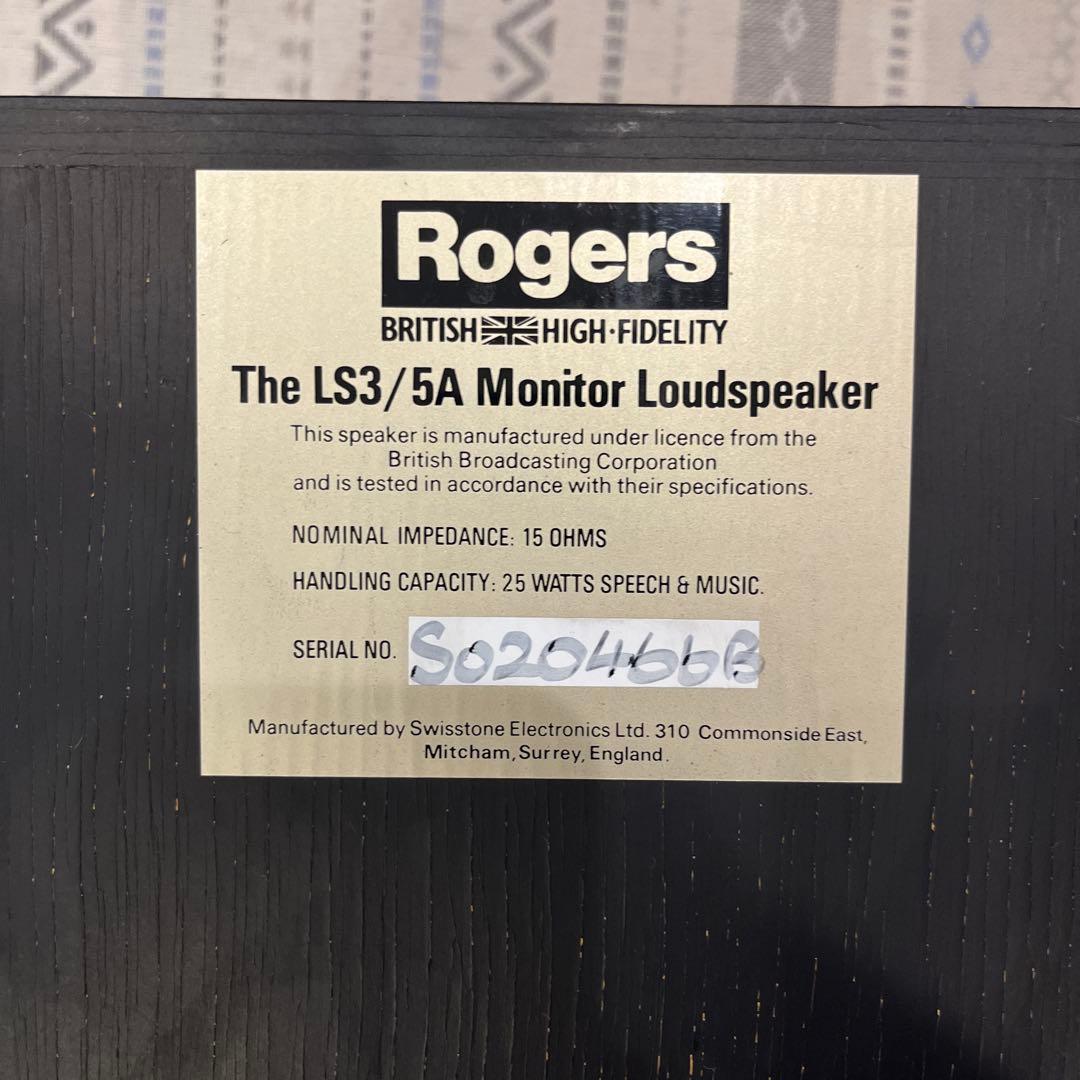 Rogers
BRITISH HIGH·FIDELITY
The LS3/5A Monitor Loudspeaker
This speaker is manufactured under licence from the
British Broadcasting Corporation
and is tested in accordance with their specifications.
NOMINAL IMPEDANCE: 15 OHMS
HANDLING CAPACITY: 25 WATTS SPEECH & MUSIC.
SERIAL NO. S020466B
Manufactured by Swisstone Electronics Ltd. 310 Commonside East,
Mitcham, Surrey, England.